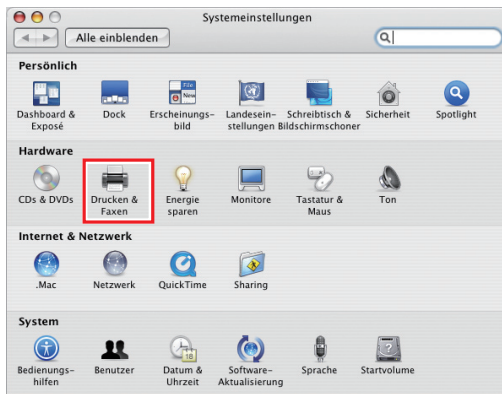 Systemeinstellungen
Alle einblenden
Persönlich
Dashboard & Exposé
Dock
Erscheinungs-
bild
Landesein-
stellungen
Schreibtisch &
Bildschirmschoner
Sicherheit
Spotlight
Hardware
CDs & DVDs
Drucken &
Faxen
Energie
sparen
Monitore
Tastatur &
Maus
Ton
Internet & Netzwerk
.Mac
Netzwerk
QuickTime
Sharing
System
Bedienungs-
hilfen
Benutzer
Datum &
Uhrzeit
Software-
Aktualisierung
Sprache
Startvolume